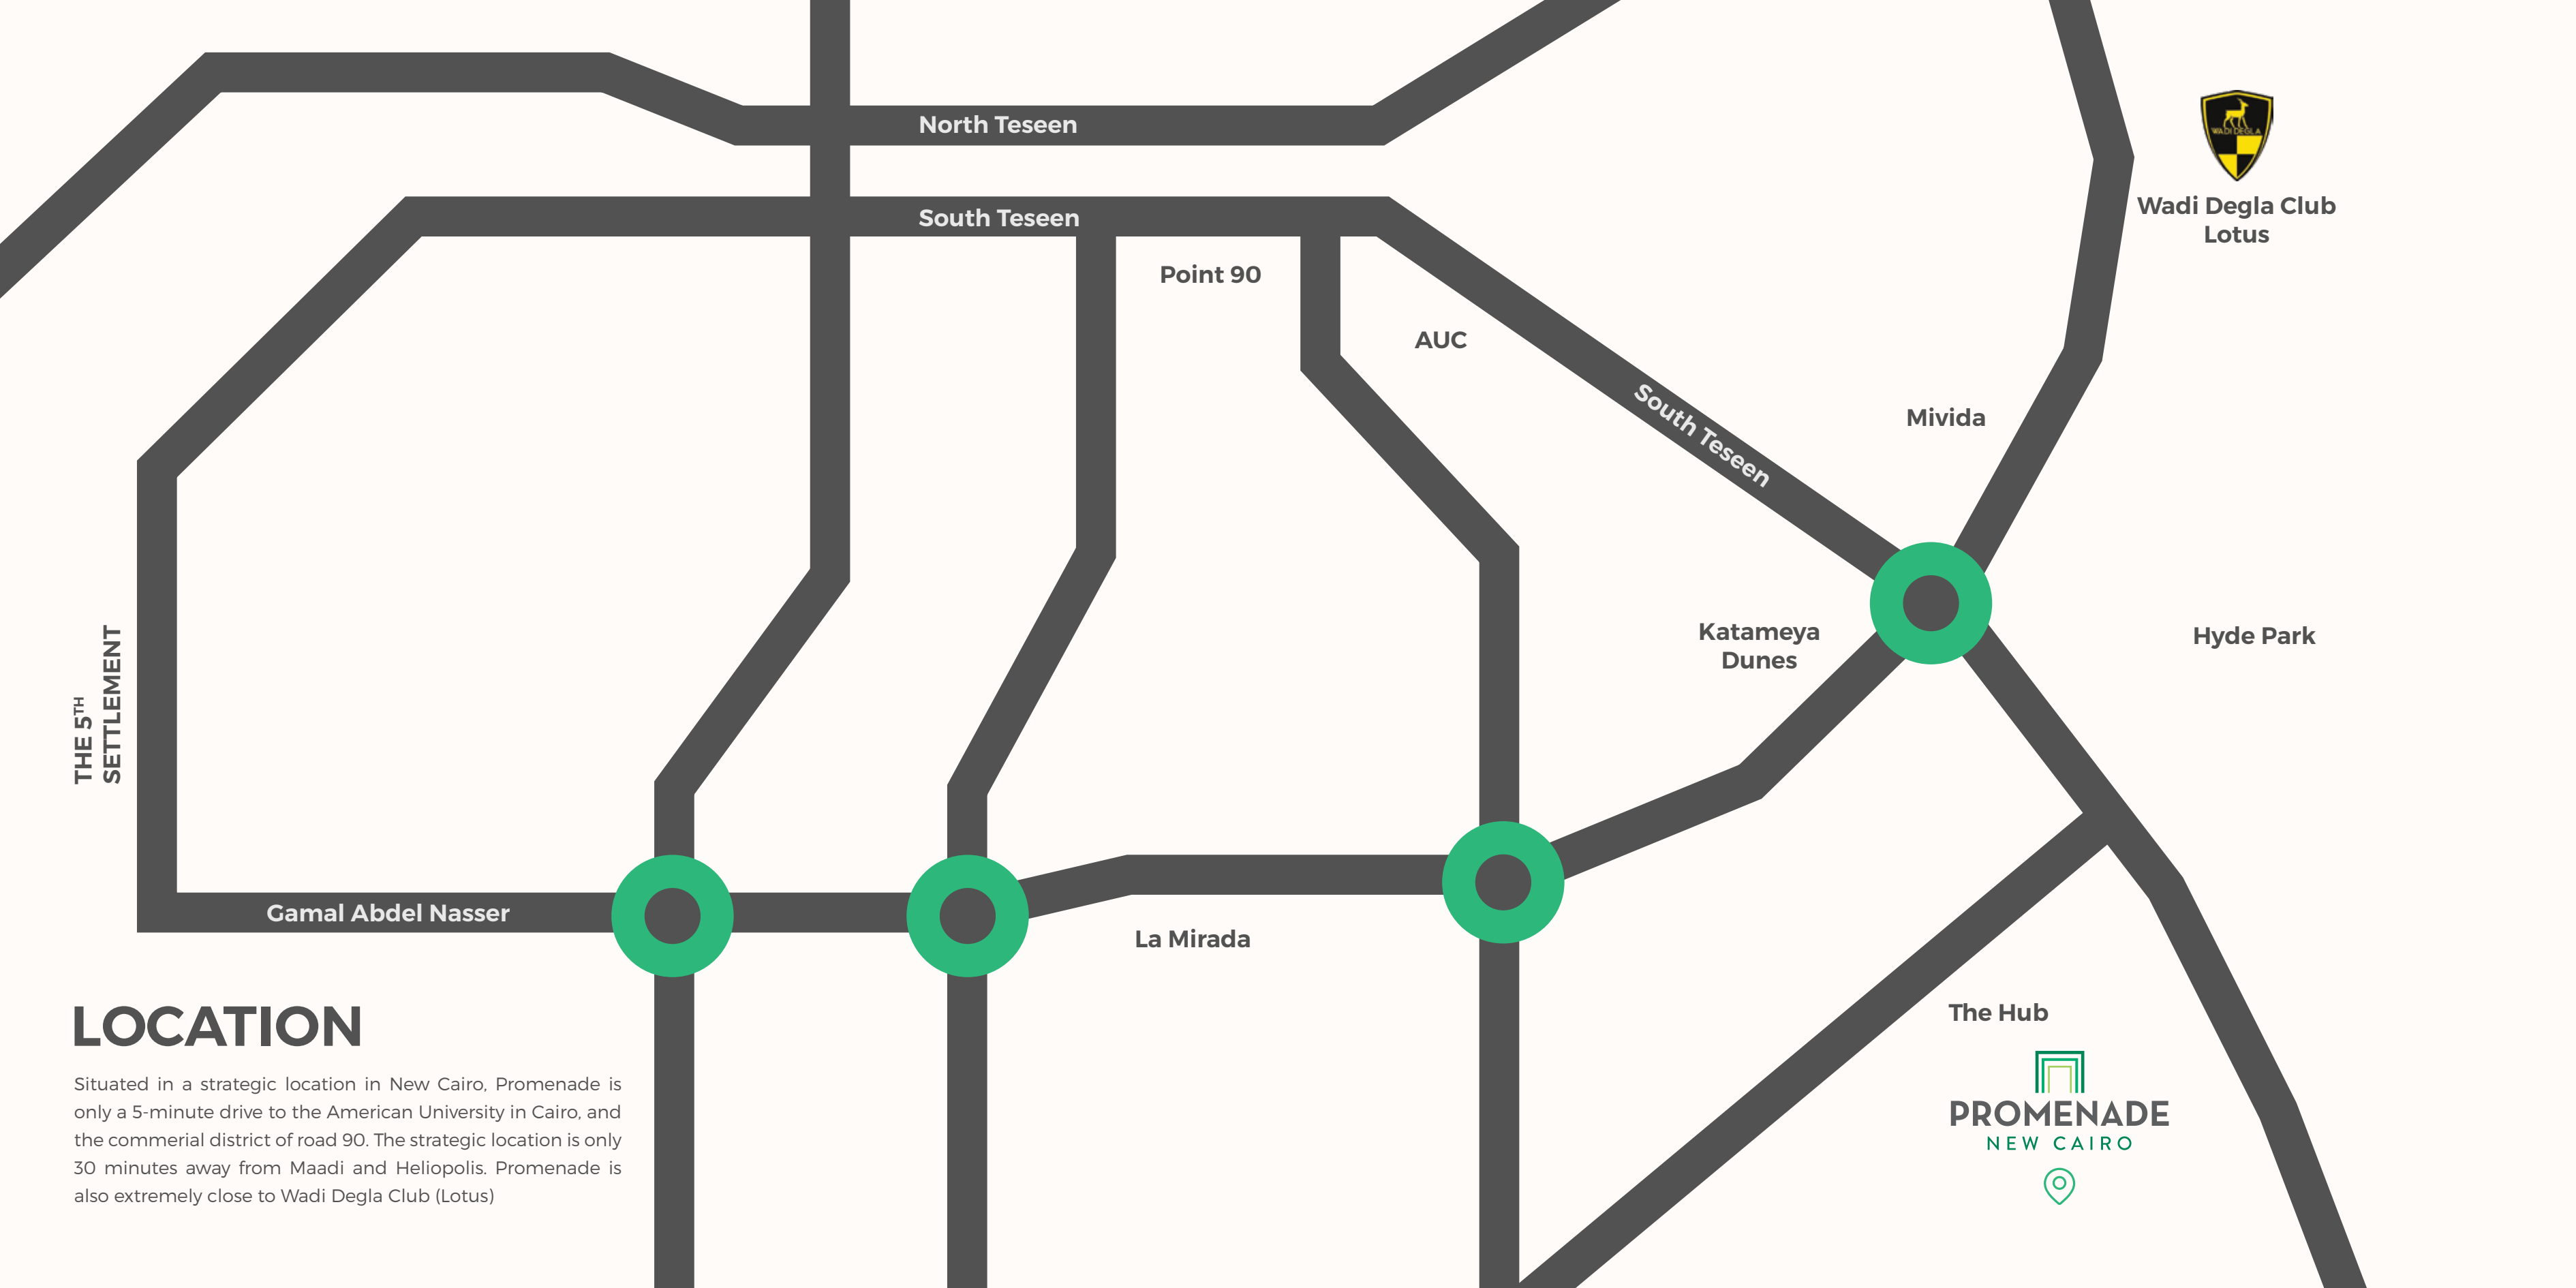 North Teseen
WADI DEGLA
Wadi Degla Club
Lotus
South Teseen
Point 90
AUC
South Teseen
Mivida
Katameya
Dunes
Hyde Park
THE 5TH
SETTLEMENT
Gamal Abdel Nasser
La Mirada
The Hub
PROMENADE
NEW CAIRO
LOCATION
Situated in a strategic location in New Cairo, Promenade is
only a 5-minute drive to the American University in Cairo, and
the commerial district of road 90. The strategic location is only
30 minutes away from Maadi and Heliopolis. Promenade is
also extremely close to Wadi Degla Club (Lotus)